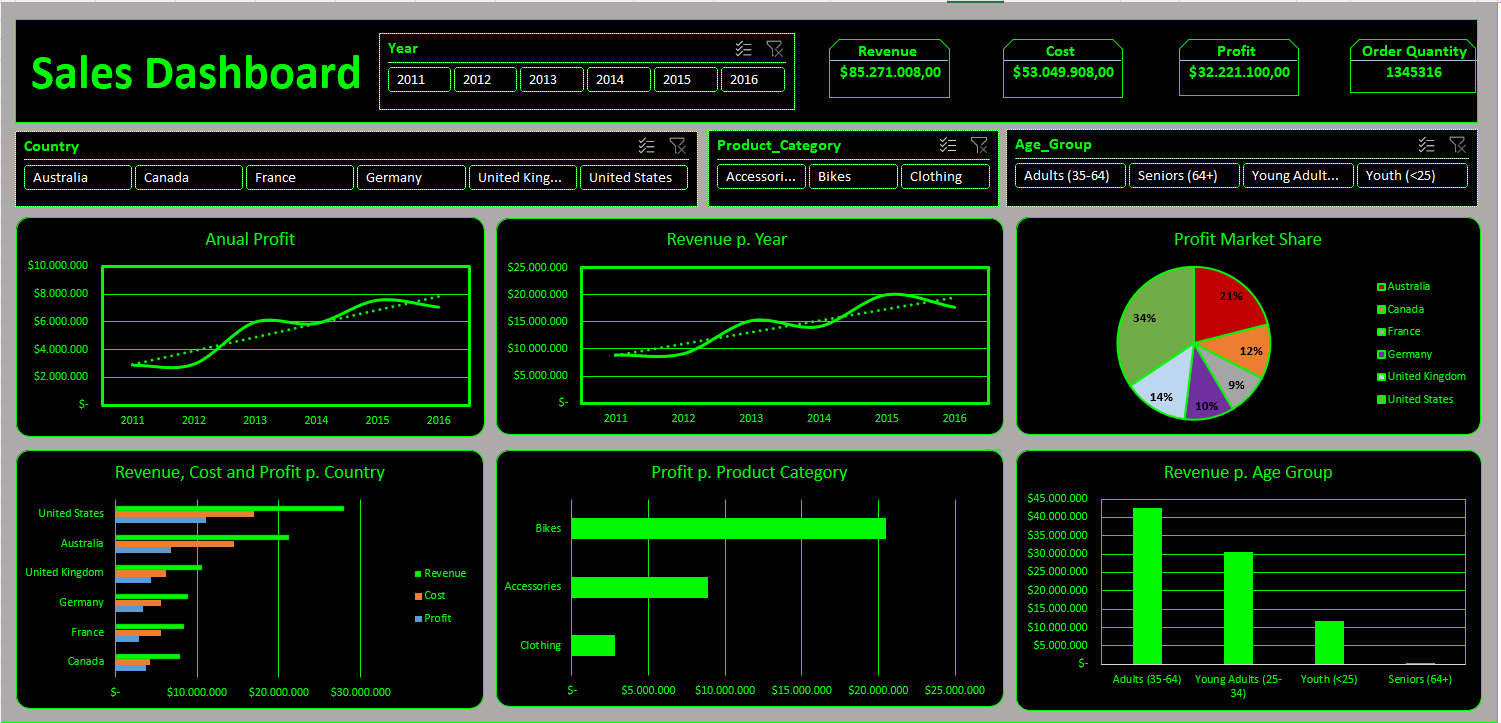 Sales Dashboard
Year
2011 2012 2013 2014 2015 2016
Revenue
$85.271.008,00
Cost
$53.049.908,00
Profit
$32.221.100,00
Order Quantity
1345316
Country
Australia Canada France Germany United King... United States
Product_Category
Accessori... Bikes Clothing
Age_Group
Adults (35-64) Seniors (64+) Young Adult... Youth (<25)
Anual Profit
$10.000.000
$8.000.000
$6.000.000
$4.000.000
$2.000.000
$-
2011 2012 2013 2014 2015 2016
Revenue p. Year
$25.000.000
$20.000.000
$15.000.000
$10.000.000
$5.000.000
$-
2011 2012 2013 2014 2015 2016
Profit Market Share
21%
12%
9%
10%
14%
34%
Australia
Canada
France
Germany
United Kingdom
United States
Revenue, Cost and Profit p. Country
United States
Australia
United Kingdom
Germany
France
Canada
$- $10.000.000 $20.000.000 $30.000.000
Revenue
Cost
Profit
Profit p. Product Category
Bikes
Accessories
Clothing
$- $5.000.000 $10.000.000 $15.000.000 $20.000.000 $25.000.000
Revenue p. Age Group
$45.000.000
$40.000.000
$35.000.000
$30.000.000
$25.000.000
$20.000.000
$15.000.000
$10.000.000
$5.000.000
$-
Adults (35-64) Young Adults (25- Youth (<25) Seniors (64+)
34)